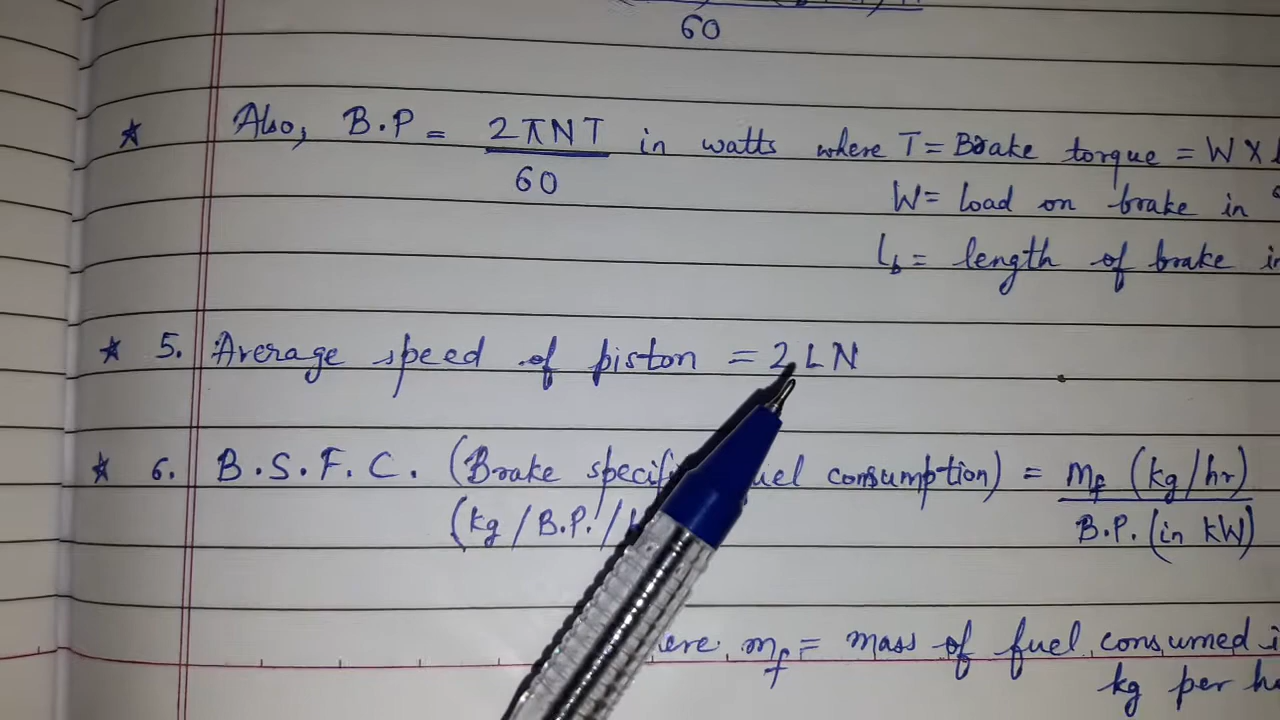 60
★ Also, B.P = 2πNT in watts where T = Brake torque = W X
60
W = load on brake in
l_b = length of brake
★ 5. Average speed of piston = 2LN
★ 6. B.S.F.C. (Brake specif fuel consumption) = m_f (kg/hr)
(kg/B.P./ B.P. (in kW)
m_f = mass of fuel consumed
kg per